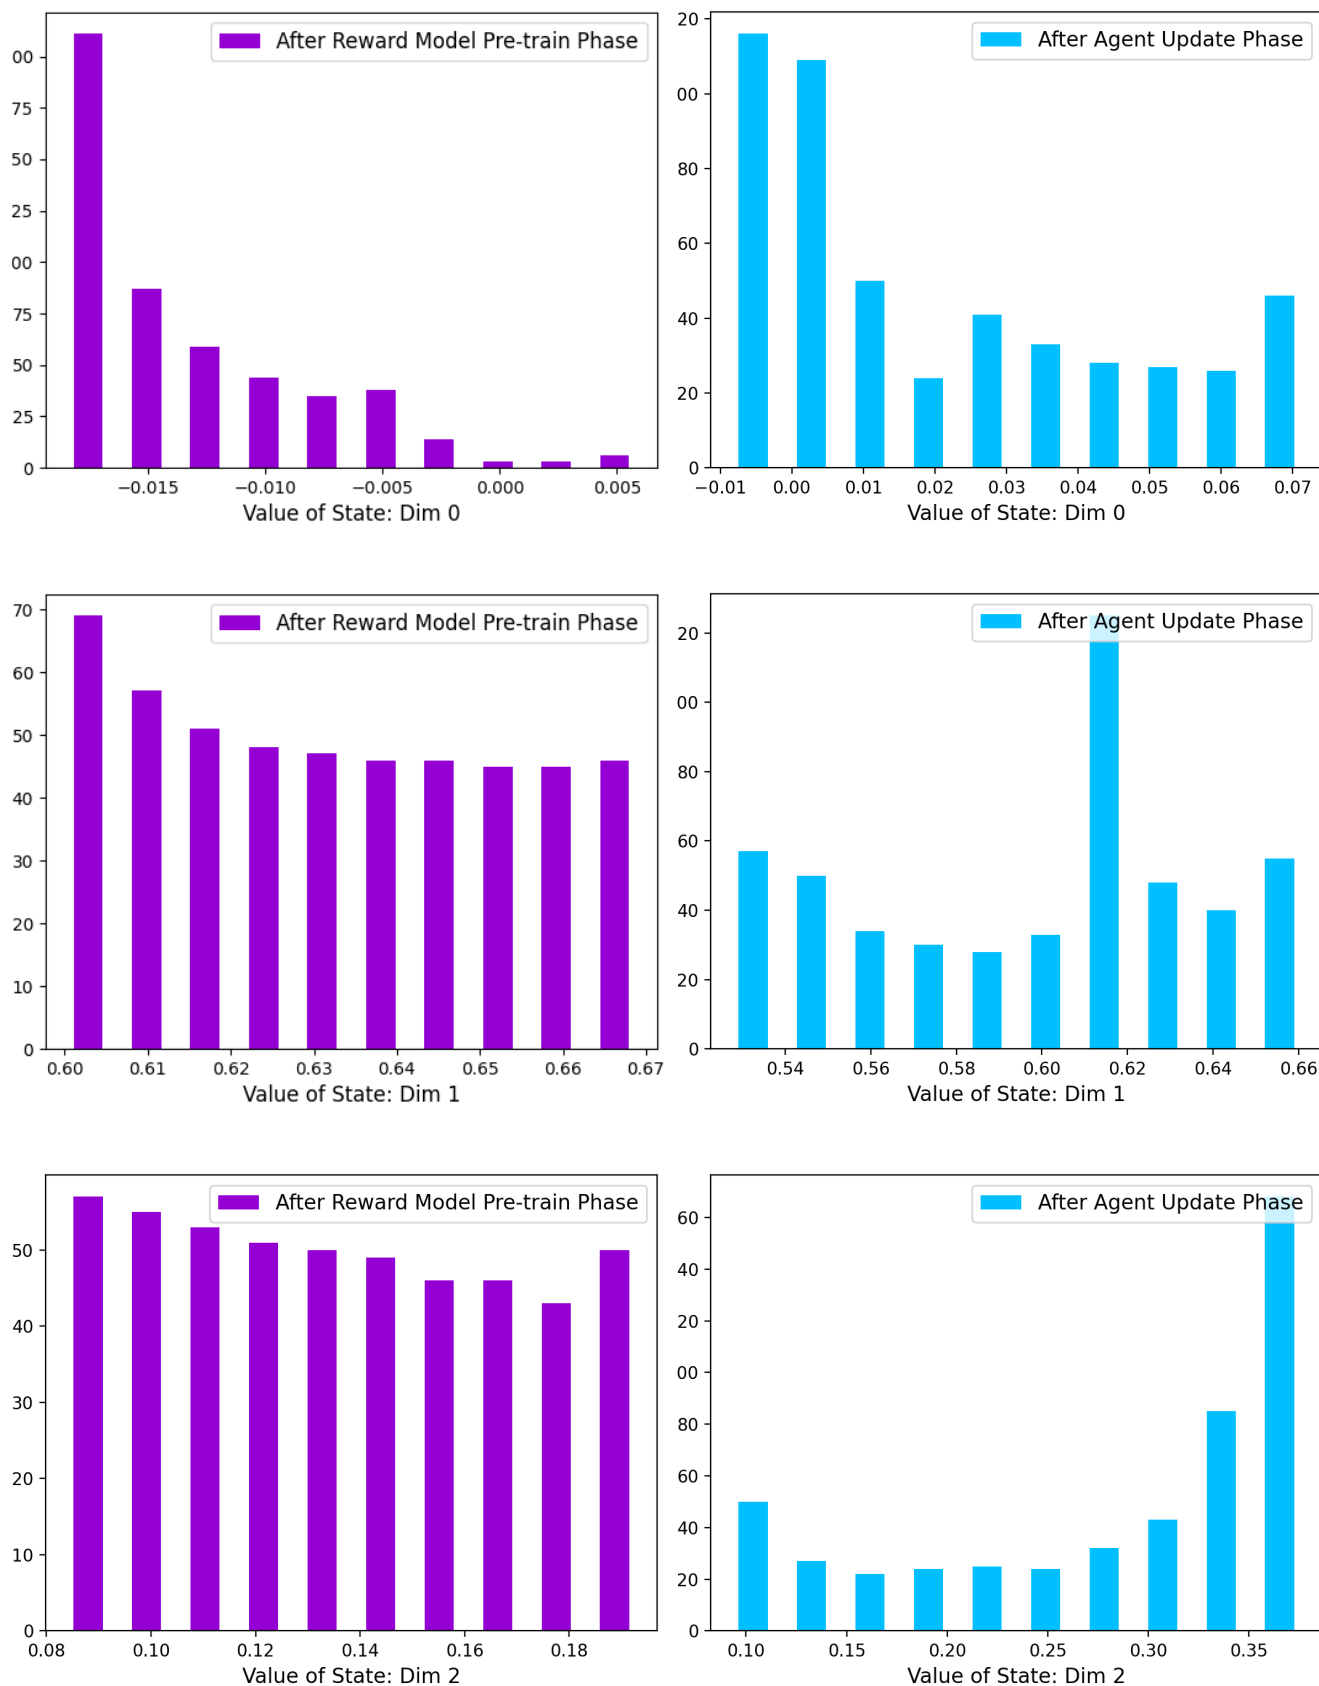 After Reward Model Pre-train Phase
00
75
50
25
00
75
50
25
0
−0.015 −0.010 −0.005 0.000 0.005
Value of State: Dim 0
After Agent Update Phase
20
00
80
60
40
20
0
−0.01 0.00 0.01 0.02 0.03 0.04 0.05 0.06 0.07
Value of State: Dim 0
After Reward Model Pre-train Phase
70
60
50
40
30
20
10
0
0.60 0.61 0.62 0.63 0.64 0.65 0.66 0.67
Value of State: Dim 1
After Agent Update Phase
20
00
80
60
40
20
0
0.54 0.56 0.58 0.60 0.62 0.64 0.66
Value of State: Dim 1
After Reward Model Pre-train Phase
50
40
30
20
10
0
0.08 0.10 0.12 0.14 0.16 0.18
Value of State: Dim 2
After Agent Update Phase
60
40
20
00
80
60
40
20
0
0.10 0.15 0.20 0.25 0.30 0.35
Value of State: Dim 2